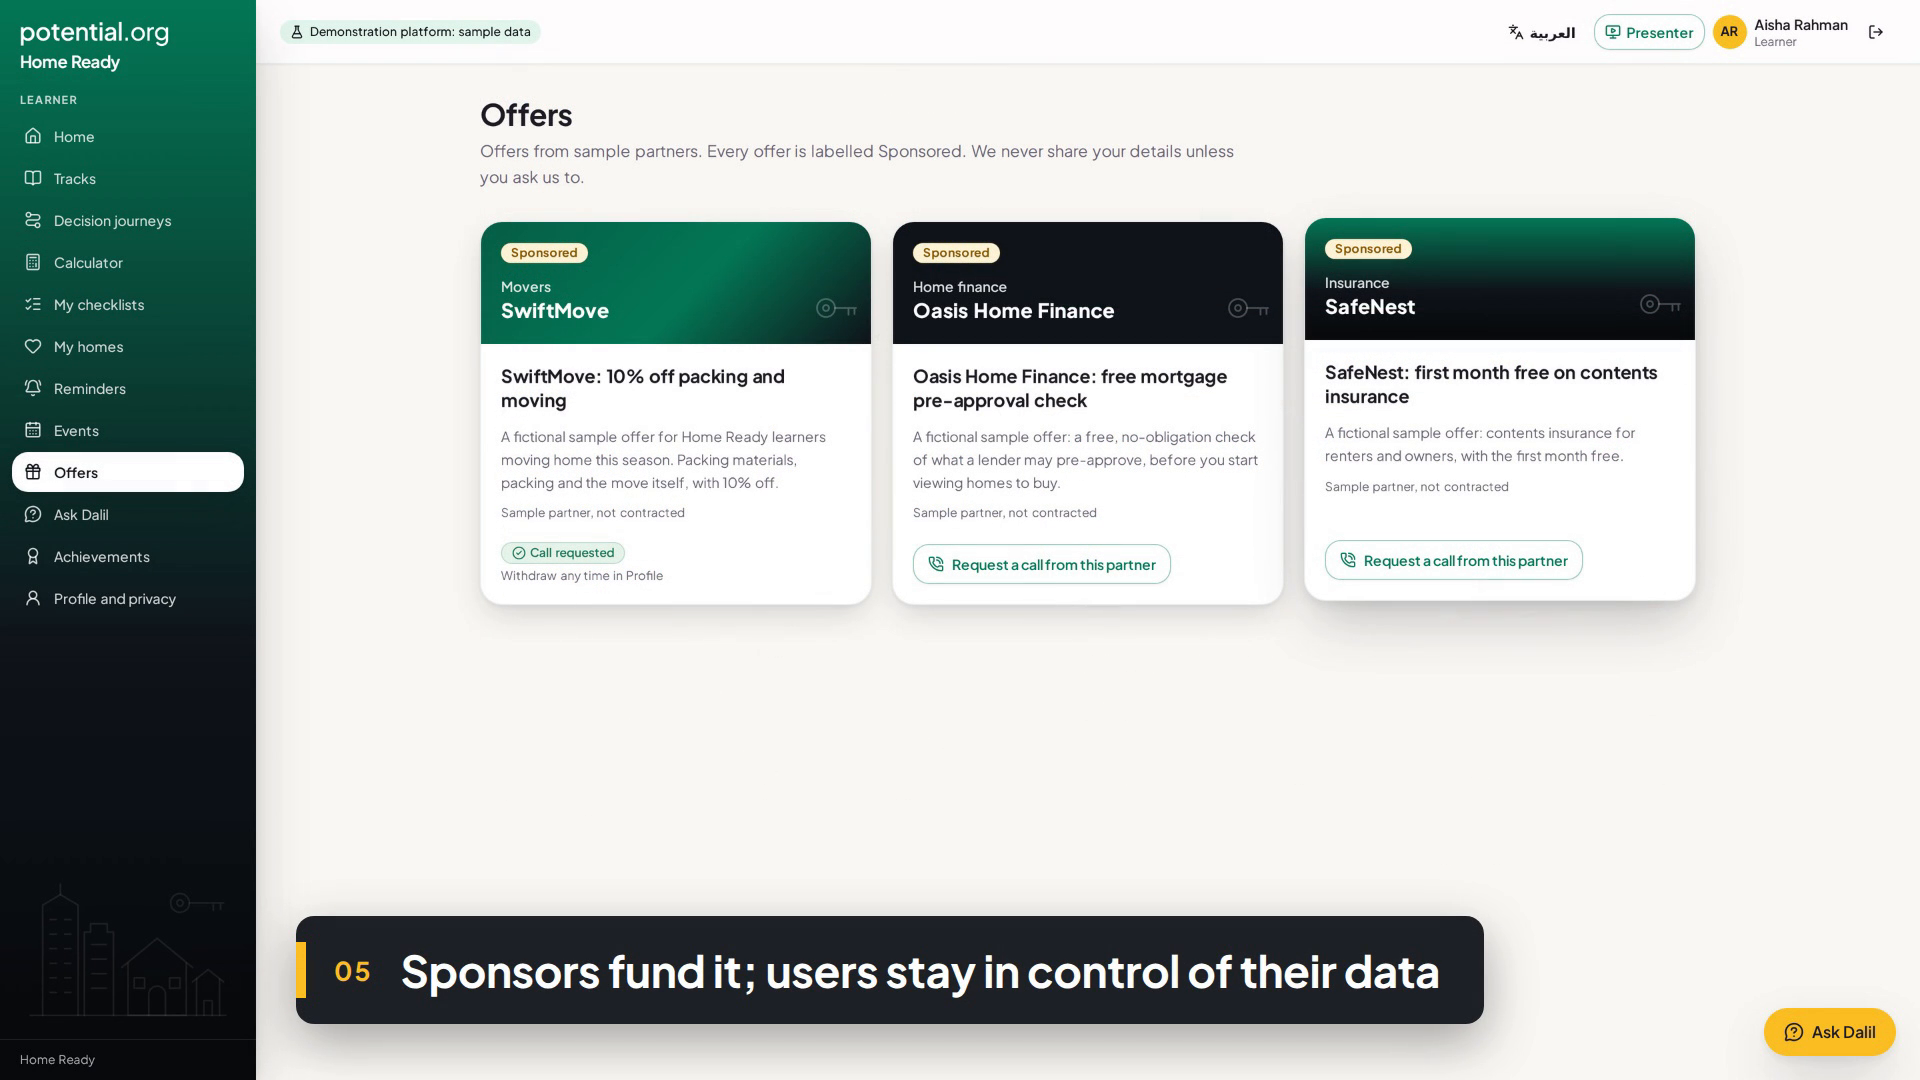 potential.org
Home Ready
LEARNER
Home
Tracks
Decision journeys
Calculator
My checklists
My homes
Reminders
Events
Offers
Ask Dalil
Achievements
Profile and privacy
Home Ready
Demonstration platform: sample data
العربية
Presenter
AR
Aisha Rahman
Learner
Offers
Offers from sample partners. Every offer is labelled Sponsored. We never share your details unless
you ask us to.
Sponsored
Movers
SwiftMove
SwiftMove: 10% off packing and
moving
A fictional sample offer for Home Ready learners
moving home this season. Packing materials,
packing and the move itself, with 10% off.
Sample partner, not contracted
Call requested
Withdraw any time in Profile
Sponsored
Home finance
Oasis Home Finance
Oasis Home Finance: free mortgage
pre-approval check
A fictional sample offer: a free, no-obligation check
of what a lender may pre-approve, before you start
viewing homes to buy.
Sample partner, not contracted
Request a call from this partner
Sponsored
Insurance
SafeNest
SafeNest: first month free on contents
insurance
A fictional sample offer: contents insurance for
renters and owners, with the first month free.
Sample partner, not contracted
Request a call from this partner
05 Sponsors fund it; users stay in control of their data
Ask Dalil